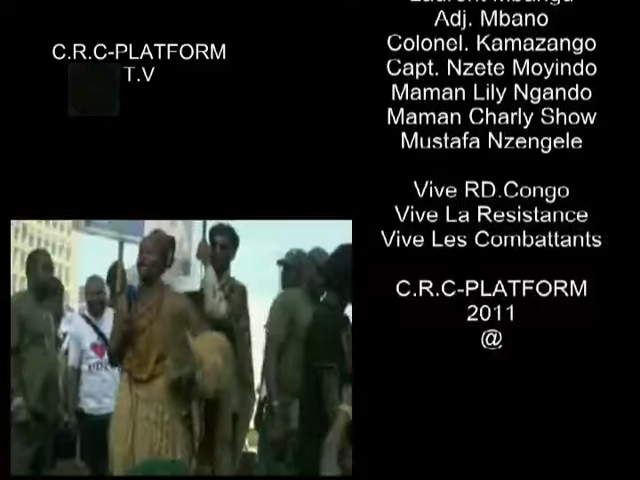 C.R.C-PLATFORM
T.V
Adj. Mbano
Colonel. Kamazango
Capt. Nzete Moyindo
Maman Lily Ngando
Maman Charly Show
Mustafa Nzengele
Vive RD.Congo
Vive La Resistance
Vive Les Combattants
C.R.C-PLATFORM
2011
@